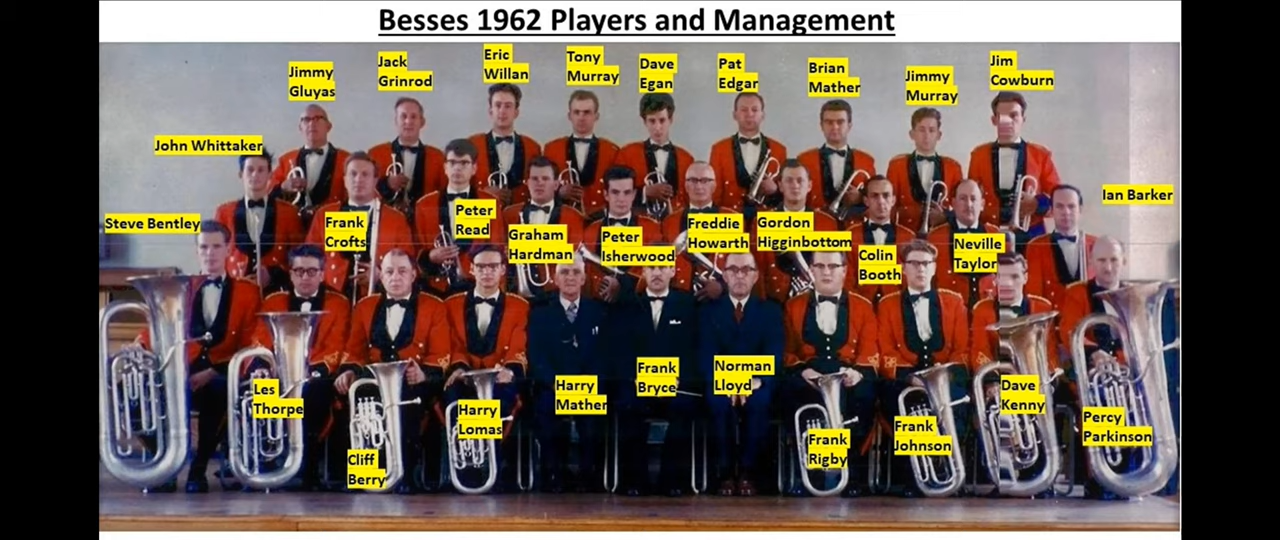 Besses 1962 Players and Management
Jimmy
Gluyas
Jack
Grinrod
Eric
Willan
Tony
Murray
Dave
Egan
Pat
Edgar
Brian
Mather
Jimmy
Murray
Jim
Cowburn
John Whittaker
Ian Barker
Steve Bentley
Frank
Crofts
Peter
Read
Graham
Hardman
Peter
Isherwood
Freddie
Howarth
Gordon
Higginbottom
Colin
Booth
Neville
Taylor
Les
Thorpe
Cliff
Berry
Harry
Lomas
Harry
Mather
Frank
Bryce
Norman
Lloyd
Frank
Rigby
Frank
Johnson
Dave
Kenny
Percy
Parkinson